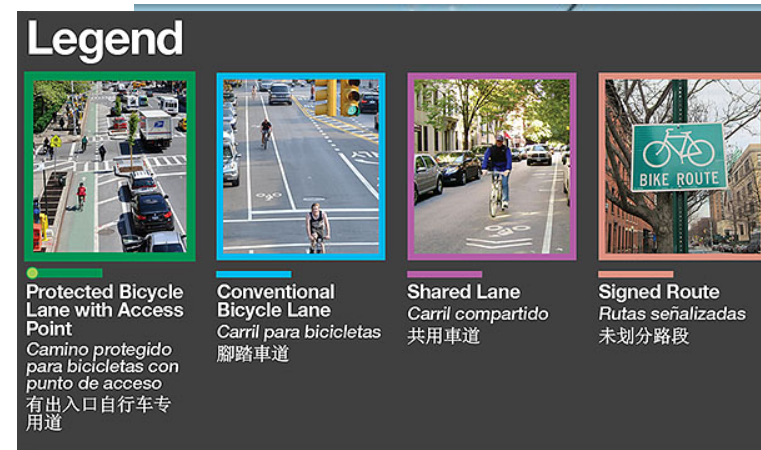 Legend
BIKE ROUTE
Protected Bicycle
Lane with Access
Point
Camino protegido
para bicicletas con
punto de acceso
有出入口自行车专
用道
Conventional
Bicycle Lane
Carril para bicicletas
腳踏車道
Shared Lane
Carril compartido
共用車道
Signed Route
Rutas señalizadas
未划分路段